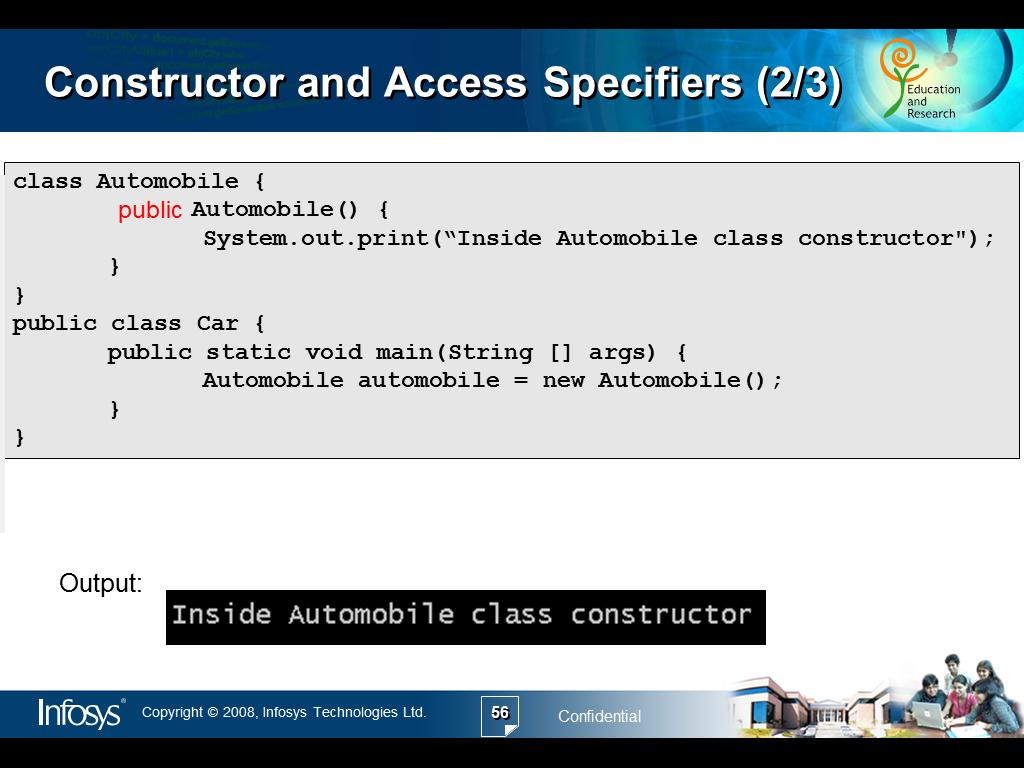 Constructor and Access Specifiers (2/3)
Education
and
Research
class Automobile {
public Automobile() {
System.out.print(“Inside Automobile class constructor");
}
}
public class Car {
public static void main(String [] args) {
Automobile automobile = new Automobile();
}
}
Output:
Inside Automobile class constructor
Infosys®
Copyright © 2008, Infosys Technologies Ltd.
56
Confidential